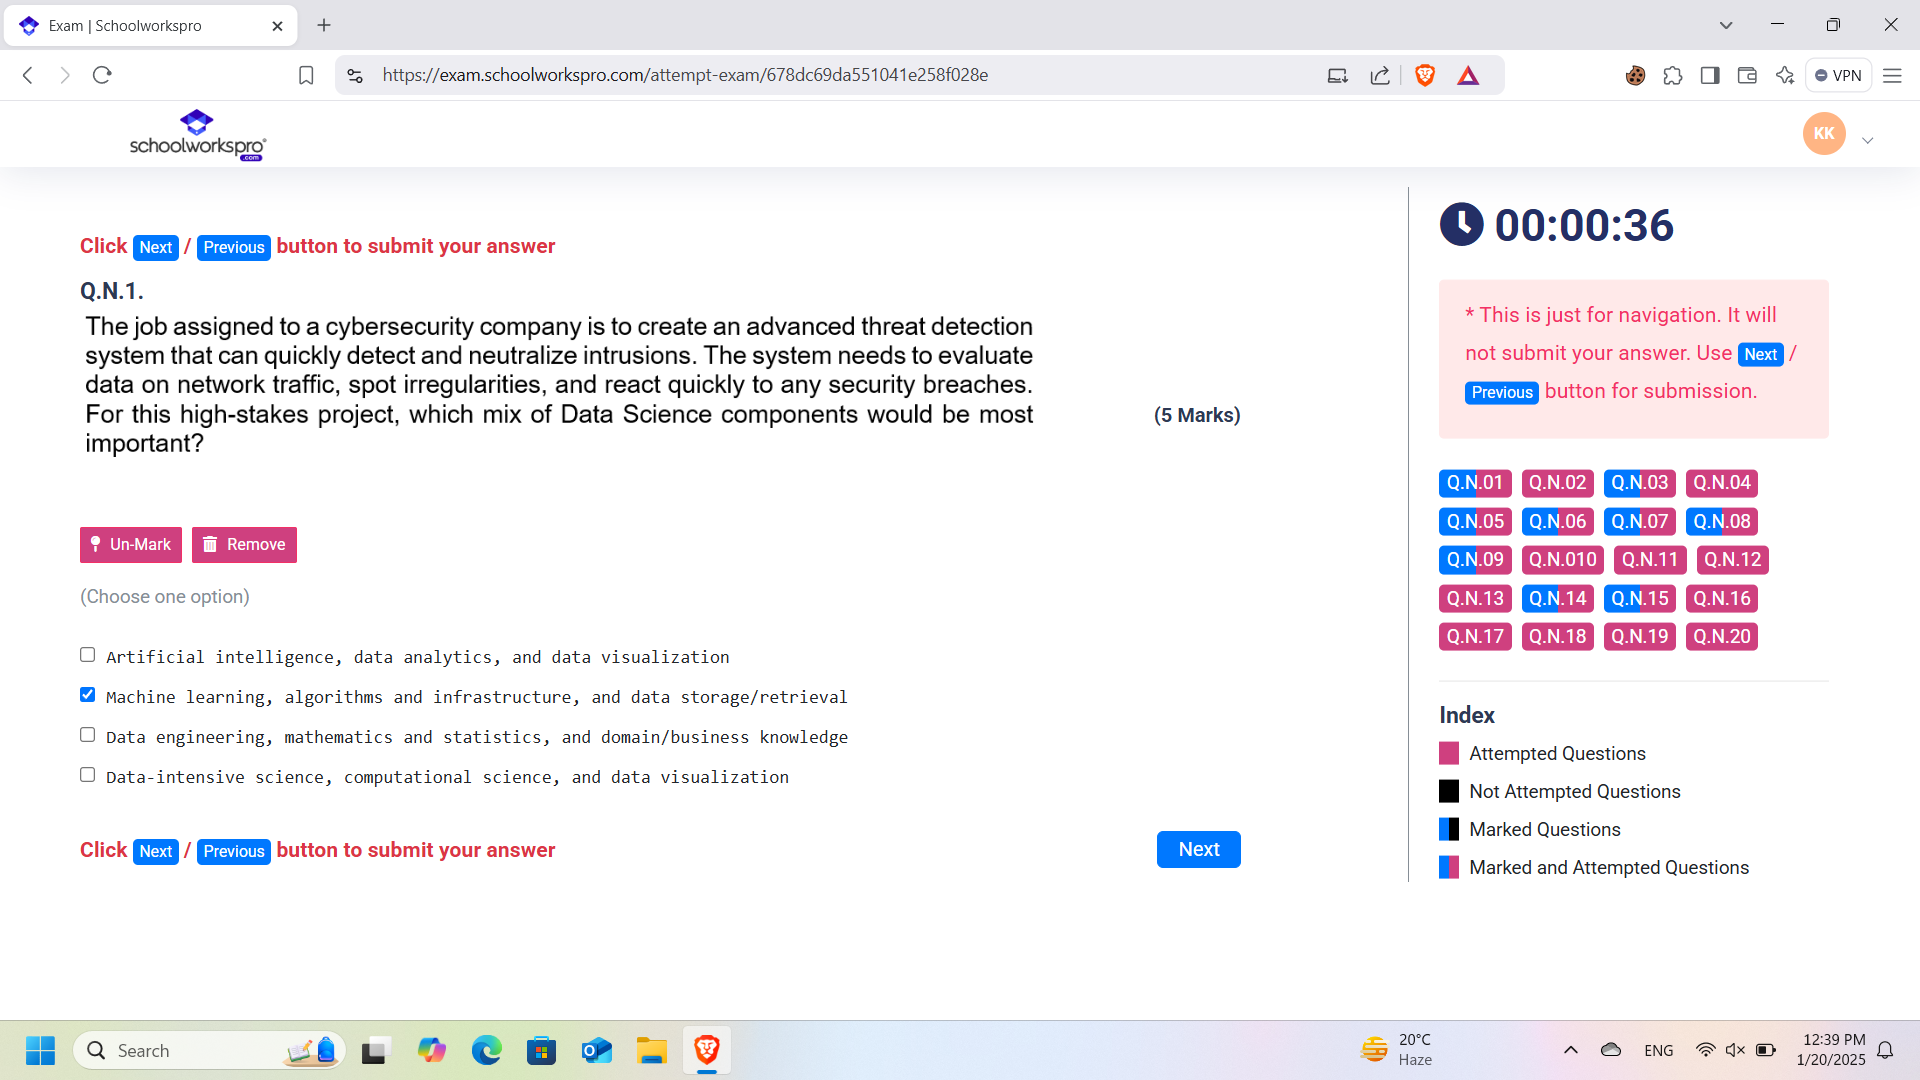 Exam | Schoolworkspro
https://exam.schoolworkspro.com/attempt-exam/678dc69da551041e258f028e
VPN
schoolworkspro
.com
KK
Click Next / Previous button to submit your answer
Q.N.1.
The job assigned to a cybersecurity company is to create an advanced threat detection
system that can quickly detect and neutralize intrusions. The system needs to evaluate
data on network traffic, spot irregularities, and react quickly to any security breaches.
For this high-stakes project, which mix of Data Science components would be most
important?
(5 Marks)
Un-Mark Remove
(Choose one option)
Artificial intelligence, data analytics, and data visualization
Machine learning, algorithms and infrastructure, and data storage/retrieval
Data engineering, mathematics and statistics, and domain/business knowledge
Data-intensive science, computational science, and data visualization
Click Next / Previous button to submit your answer
Next
00:00:36
* This is just for navigation. It will
not submit your answer. Use Next /
Previous button for submission.
Q.N.01 Q.N.02 Q.N.03 Q.N.04
Q.N.05 Q.N.06 Q.N.07 Q.N.08
Q.N.09 Q.N.010 Q.N.11 Q.N.12
Q.N.13 Q.N.14 Q.N.15 Q.N.16
Q.N.17 Q.N.18 Q.N.19 Q.N.20
Index
Attempted Questions
Not Attempted Questions
Marked Questions
Marked and Attempted Questions
Search
20°C
Haze
ENG
12:39 PM
1/20/2025